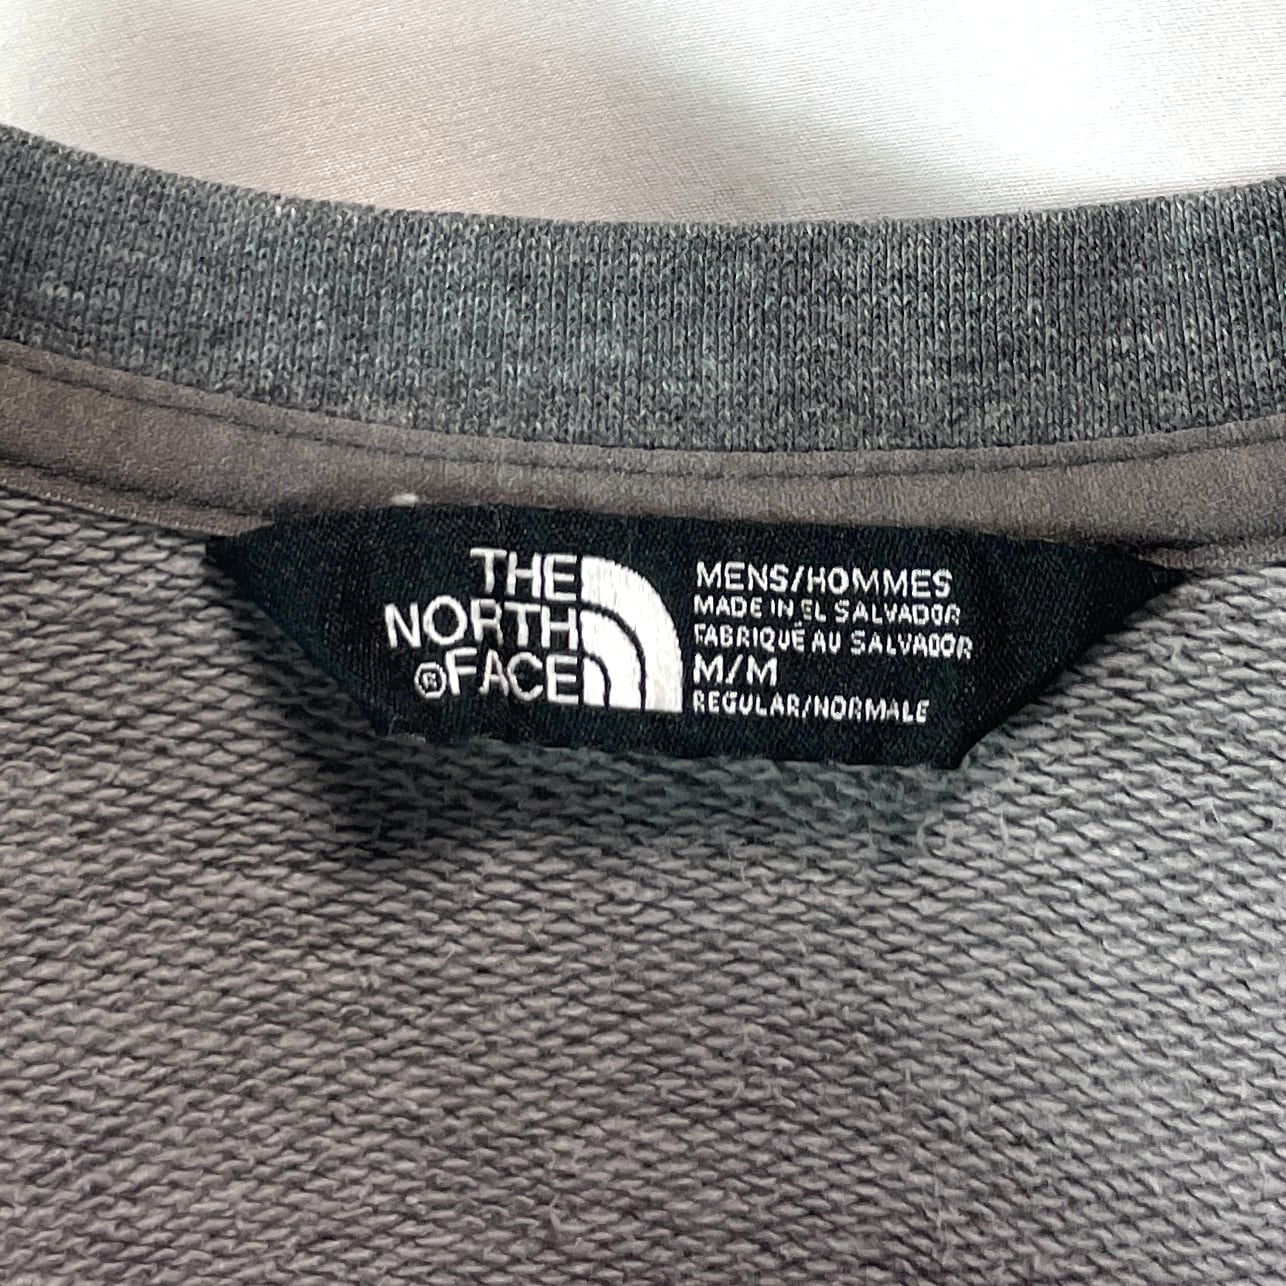 THE
NORTH
®FACE
MENS/HOMMES
MADE IN EL SALVADOR
FABRIQUÉ AU SALVADOR
M/M
REGULAR/NORMALE